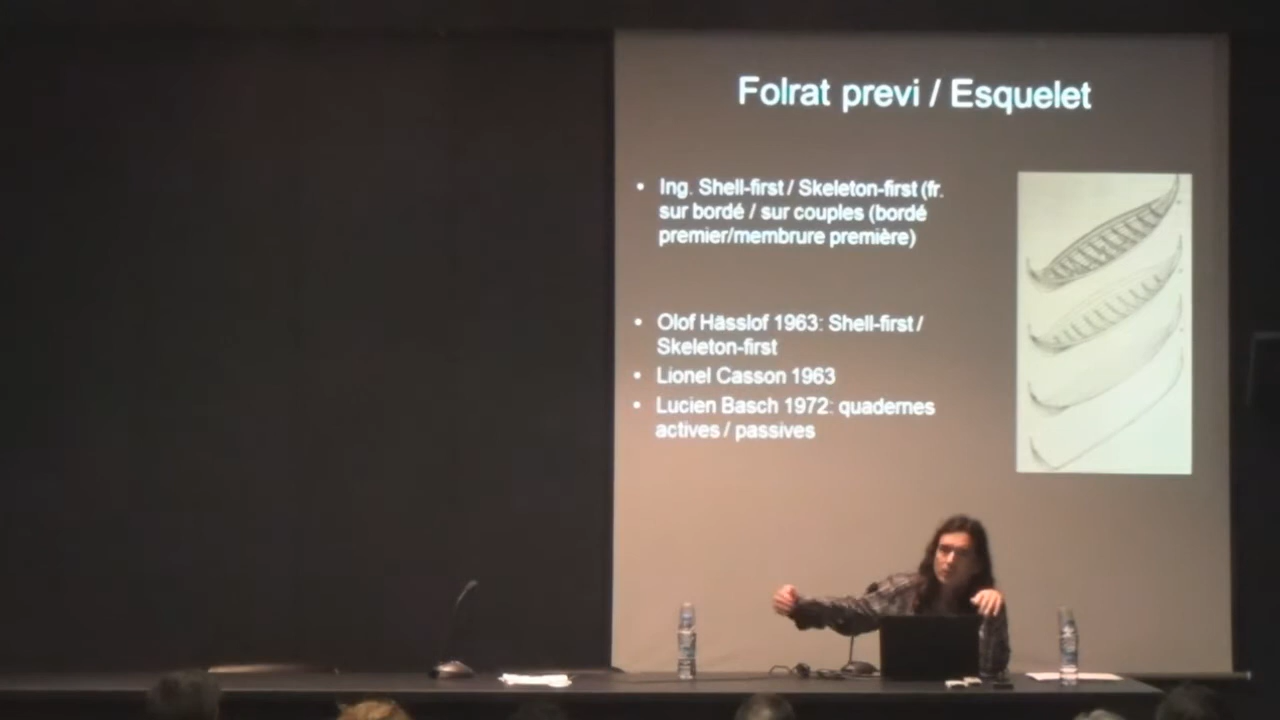 Folrat previ / Esquelet
• Ing. Shell-first / Skeleton-first (fr.
sur bordé / sur couples (bordé
premier/membrure première)
• Olof Hässlof 1963: Shell-first /
Skeleton-first
• Lionel Casson 1963
• Lucien Basch 1972: quadernes
actives / passives